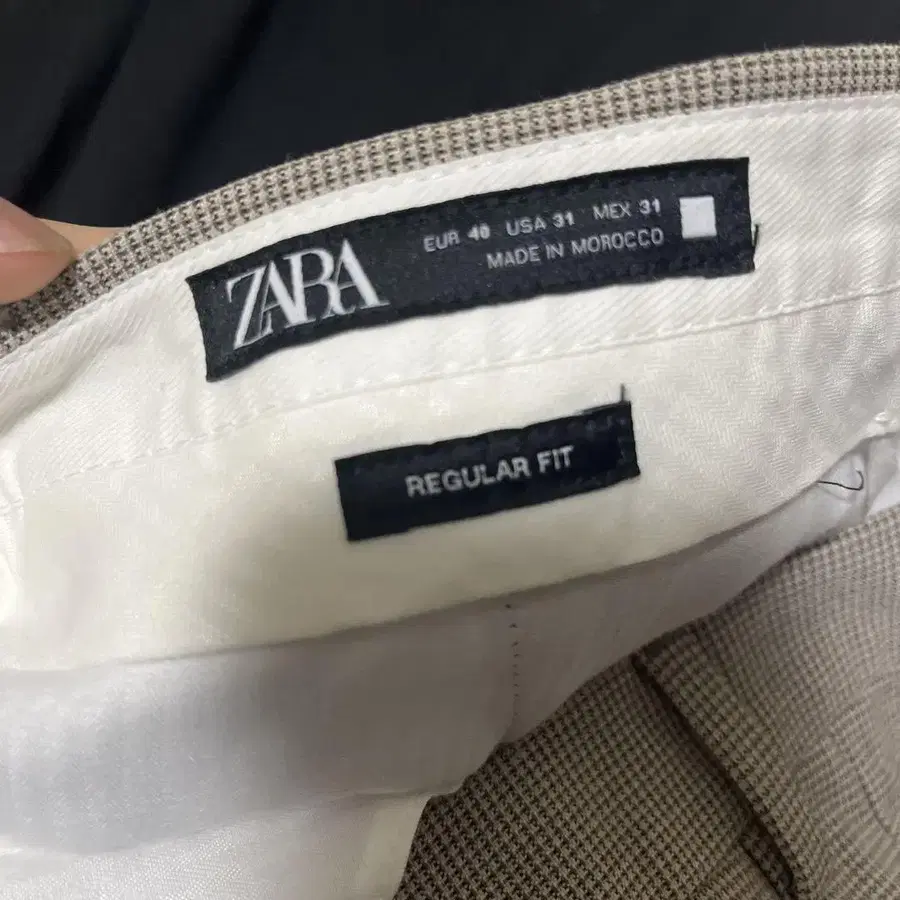 ZARA
EUR 40 USA 31 MEX 31
MADE IN MOROCCO
REGULAR FIT